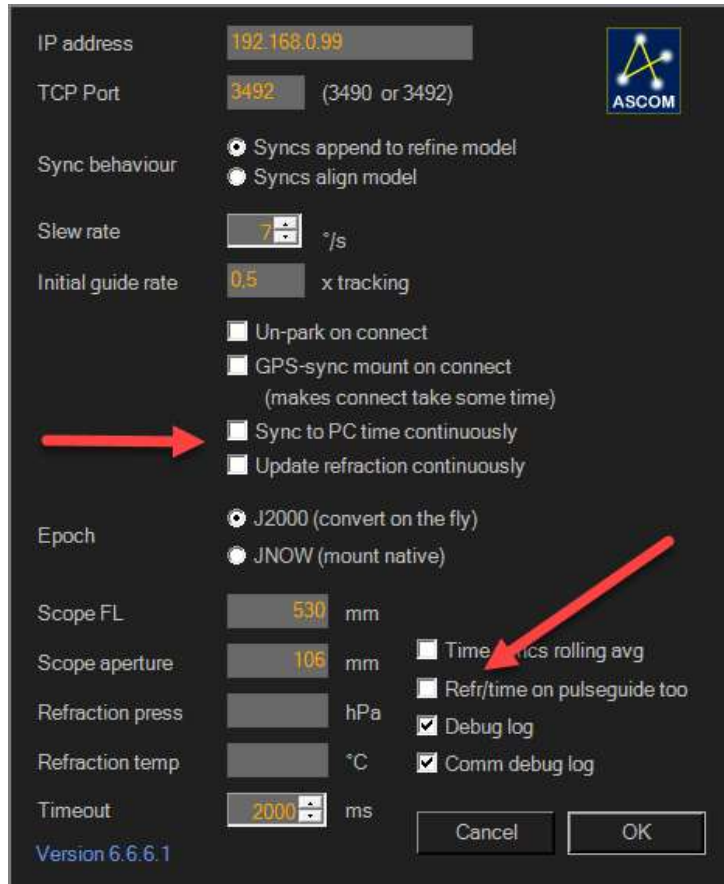 IP address 192.168.0.99
ASCOM
TCP Port 3492 (3490 or 3492)
Sync behaviour
Syncs append to refine model
Syncs align model
Slew rate 7 °/s
Initial guide rate 0,5 x tracking
Un-park on connect
GPS-sync mount on connect
(makes connect take some time)
Sync to PC time continuously
Update refraction continuously
Epoch
J2000 (convert on the fly)
JNOW (mount native)
Scope FL 530 mm
Scope aperture 106 mm
Refraction press hPa
Refraction temp °C
Timeout 2000 ms
Time rolling avg
Refr/time on pulseguide too
Debug log
Comm debug log
Cancel OK
Version 6.6.6.1